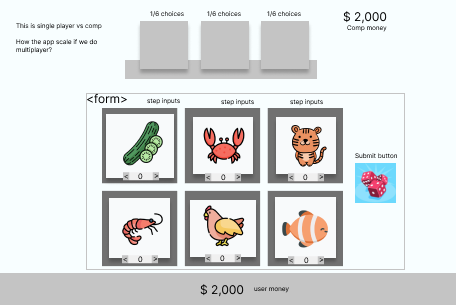 This is single player vs comp
How the app scale if we do
multiplayer?
1/6 choices
1/6 choices
1/6 choices
$ 2,000
Comp money
<form>
step inputs
step inputs
step inputs
< 0 >
< 0 >
< 0 >
Submit button
< 0 >
< 0 >
< 0 >
$ 2,000 user money